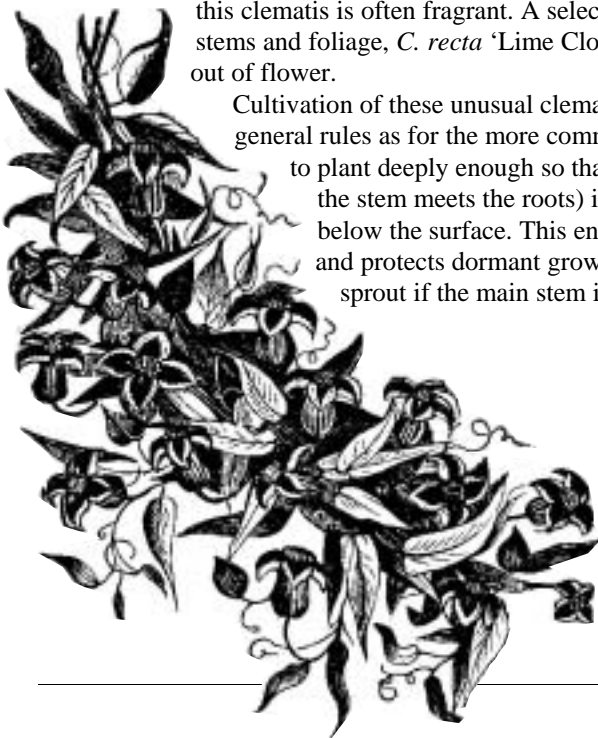 this clematis is often fragrant. A selec
stems and foliage, C. recta ‘Lime Clo
out of flower.
Cultivation of these unusual clema
general rules as for the more comm
to plant deeply enough so tha
the stem meets the roots) i
below the surface. This en
and protects dormant grow
sprout if the main stem i